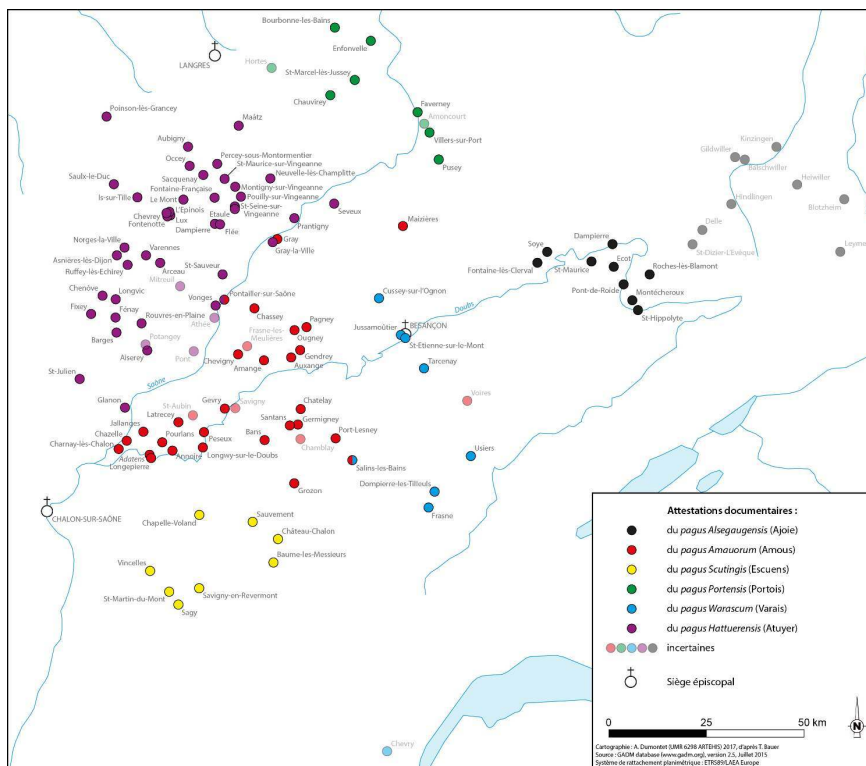 Bourbonne-les-Bains
Enfonvelle
LANGRES
Hortes
St-Marcel-lès-Jussey
Chauvirey
Poinson-lès-Grancey
Maâtz
Faverney
Amoncourt
Villers-sur-Port
Pusey
Aubigny
Occey
Percey-sous-Montormentier
St-Maurice-sur-Vingeanne
Sacquenay
Neuvelle-lès-Champlitte
Saulx-le-Duc
Fontaine-Française
Montigny-sur-Vingeanne
Is-sur-Tille
Le Mont
Pouilly-sur-Vingeanne
Chevrey
L'Epinois
Etaule
St-Seine-sur-Vingeanne
Seveux
Lux
Fontenotte
Dampierre
Flée
Prantigny
Maizières
Gray
Gray-la-Ville
Norges-la-Ville
Varennes
Asnières-lès-Dijon
Arceau
Ruffey-lès-Echirey
St-Sauveur
Mitreuil
Chenôve
Longvic
Vonges
Pontailler-sur-Saône
Fixey
Fénay
Rouvres-en-Plaine
Athée
Chassey
Pagney
Barges
Potangey
Fresne-les-Meulières
Ougney
Aiserey
Pont
Chevigny
Gendrey
Amange
Auxange
St-Julien
Saône
Glanon
St-Aubin
Gevry
Savigny
Chatelay
Latrecey
Jallanges
Santans
Germigney
Chazelle
Pourlans
Peseux
Bans
Port-Lesney
Charnay-lès-Chalon
Chamblay
Adatens
Annoire
Longwy-sur-le-Doubs
Longepierre
Salins-les-Bains
Grozon
CHALON-SUR-SAÔNE
Chapelle-Voland
Sauvement
Château-Chalon
Baume-les-Messieurs
Vincelles
St-Martin-du-Mont
Savigny-en-Revermont
Sagy
Cussey-sur-l'Ognon
Doubs
Jussamoûtier
BESANÇON
St-Etienne-sur-le-Mont
Tarcenay
Voires
Usiers
Dompierre-les-Tilleuls
Frasne
Chevry
Soye
Dampierre
Fontaine-lès-Clerval
St-Maurice
Ecot
Roches-lès-Blamont
Pont-de-Roide
Montécheroux
St-Hippolyte
Kinzingen
Gildwiller
Balschwiller
Helwiller
Hindlingen
Blotzheim
Delle
St-Dizier-L'Evêque
Leymen
Attestations documentaires :
du pagus Alsegaugensis (Ajoie)
du pagus Amauorum (Amous)
du pagus Scutingis (Escuens)
du pagus Portensis (Portois)
du pagus Warascum (Varais)
du pagus Hattuerensis (Atuyer)
incertaines
Siège épiscopal
0 25 50 km
N
Cartographie : A. Dumontet (UMR 6298 ARTEHIS) 2017, d'après T. Bauer
Source : GADM database (www.gadm.org), version 2.5, Juillet 2015
Système de rattachement planimétrique : ETRS89/LAEA Europe